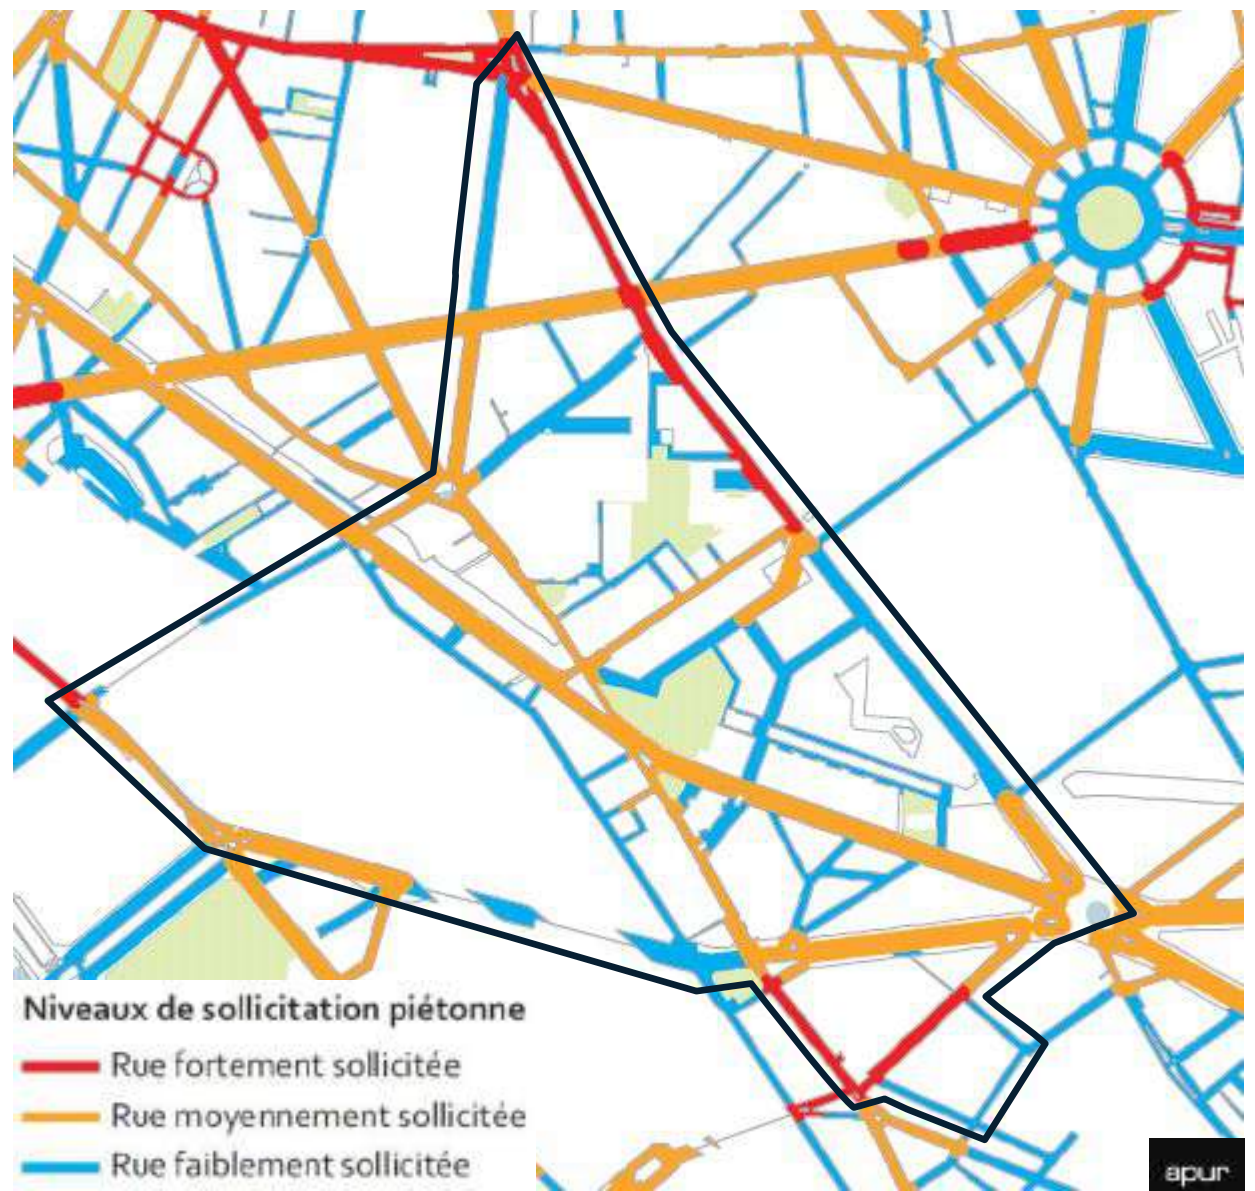 Niveaux de sollicitation piétonne
Rue fortement sollicitée
Rue moyennement sollicitée
Rue faiblement sollicitée
apur